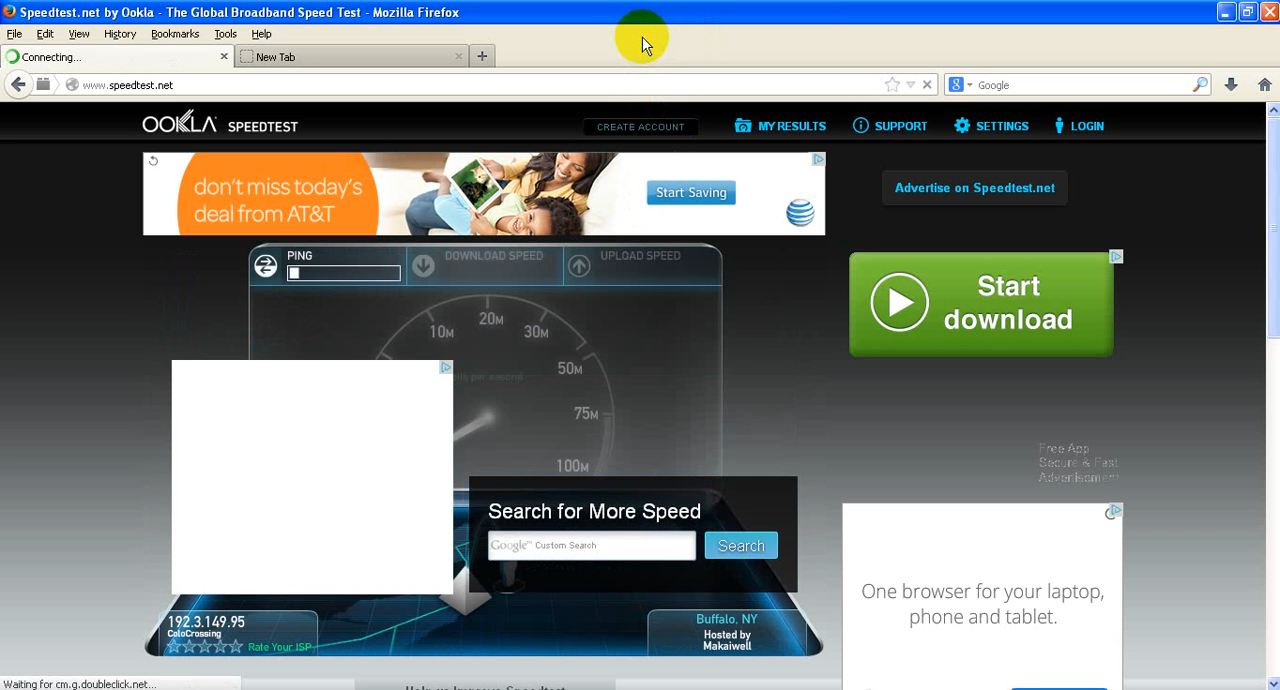 Speedtest.net by Ookla - The Global Broadband Speed Test - Mozilla Firefox
File Edit View History Bookmarks Tools Help
Connecting... New Tab
www.speedtest.net Google
OOKLA SPEEDTEST CREATE ACCOUNT MY RESULTS SUPPORT SETTINGS LOGIN
don't miss today's
deal from AT&T
Start Saving
at&t
Advertise on Speedtest.net
PING DOWNLOAD SPEED UPLOAD SPEED
Start
download
10M 20M 30M
50M
75M
100M
Free App
Secure & Fast
Advertisement
Search for More Speed
Google™ Custom Search Search
One browser for your laptop,
phone and tablet.
192.3.149.95
ColoCrossing
Rate Your ISP
Buffalo, NY
Hosted by
Makaiwell
Waiting for cm.g.doubleclick.net...